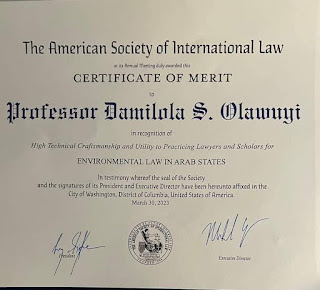 The American Society of International Law
at its Annual Meeting duly awarded this
CERTIFICATE OF MERIT
to
Professor Damilola S. Olawuyi
in recognition of
High Technical Craftsmanship and Utility to Practicing Lawyers and Scholars for
ENVIRONMENTAL LAW IN ARAB STATES
In testimony whereof the seal of the Society
and the signatures of its President and Executive Director have been hereunto affixed in the
City of Washington, District of Columbia, United States of America
March 30, 2023
President
Executive Director